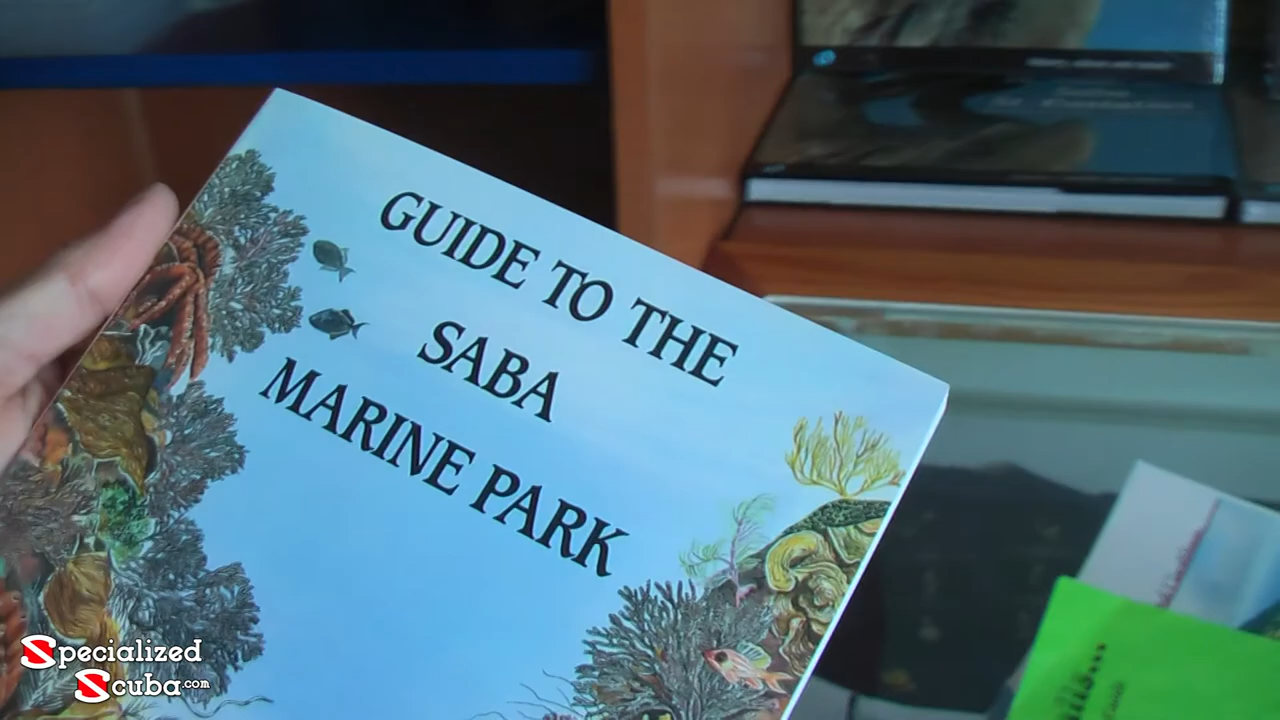 GUIDE TO THE
SABA
MARINE PARK
Specialized
Scuba.com